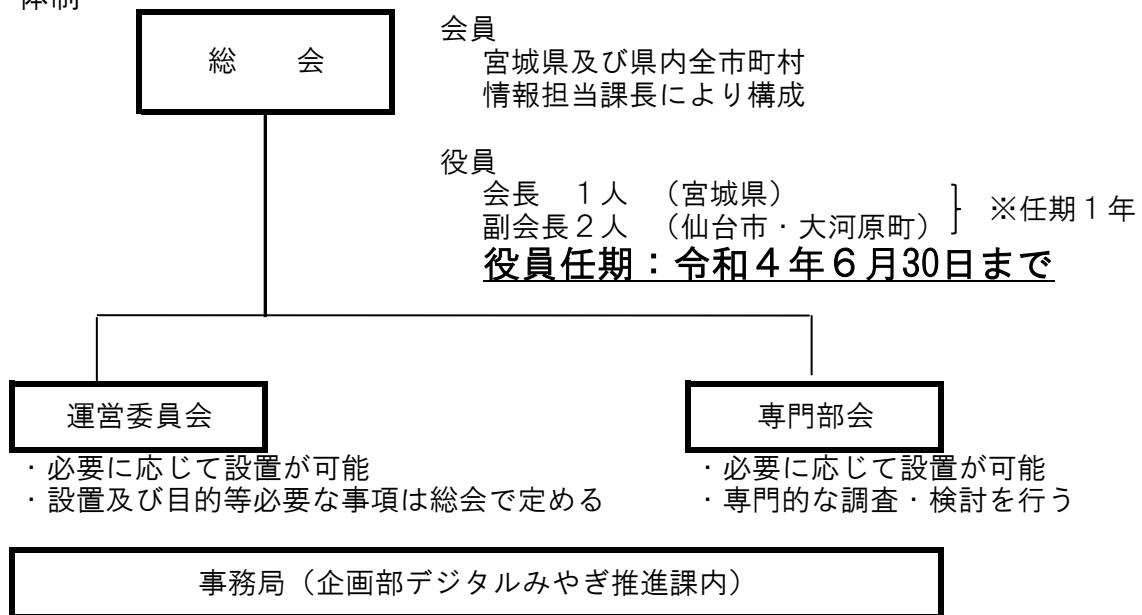 体制
総　　会
会員
宮城県及び県内全市町村
情報担当課長により構成
役員
会長　１人　（宮城県）
副会長２人　（仙台市・大河原町）
※任期１年
役員任期：令和４年６月30日まで
運営委員会
・必要に応じて設置が可能
・設置及び目的等必要な事項は総会で定める
専門部会
・必要に応じて設置が可能
・専門的な調査・検討を行う
事務局（企画部デジタルみやぎ推進課内）